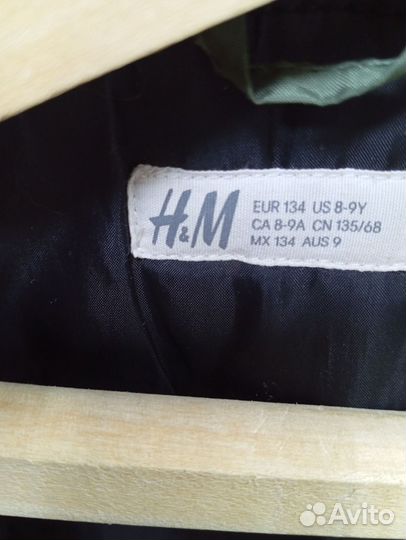 H&M
EUR 134 US 8-9Y
CA 8-9A CN 135/68
MX 134 AUS 9
Avito